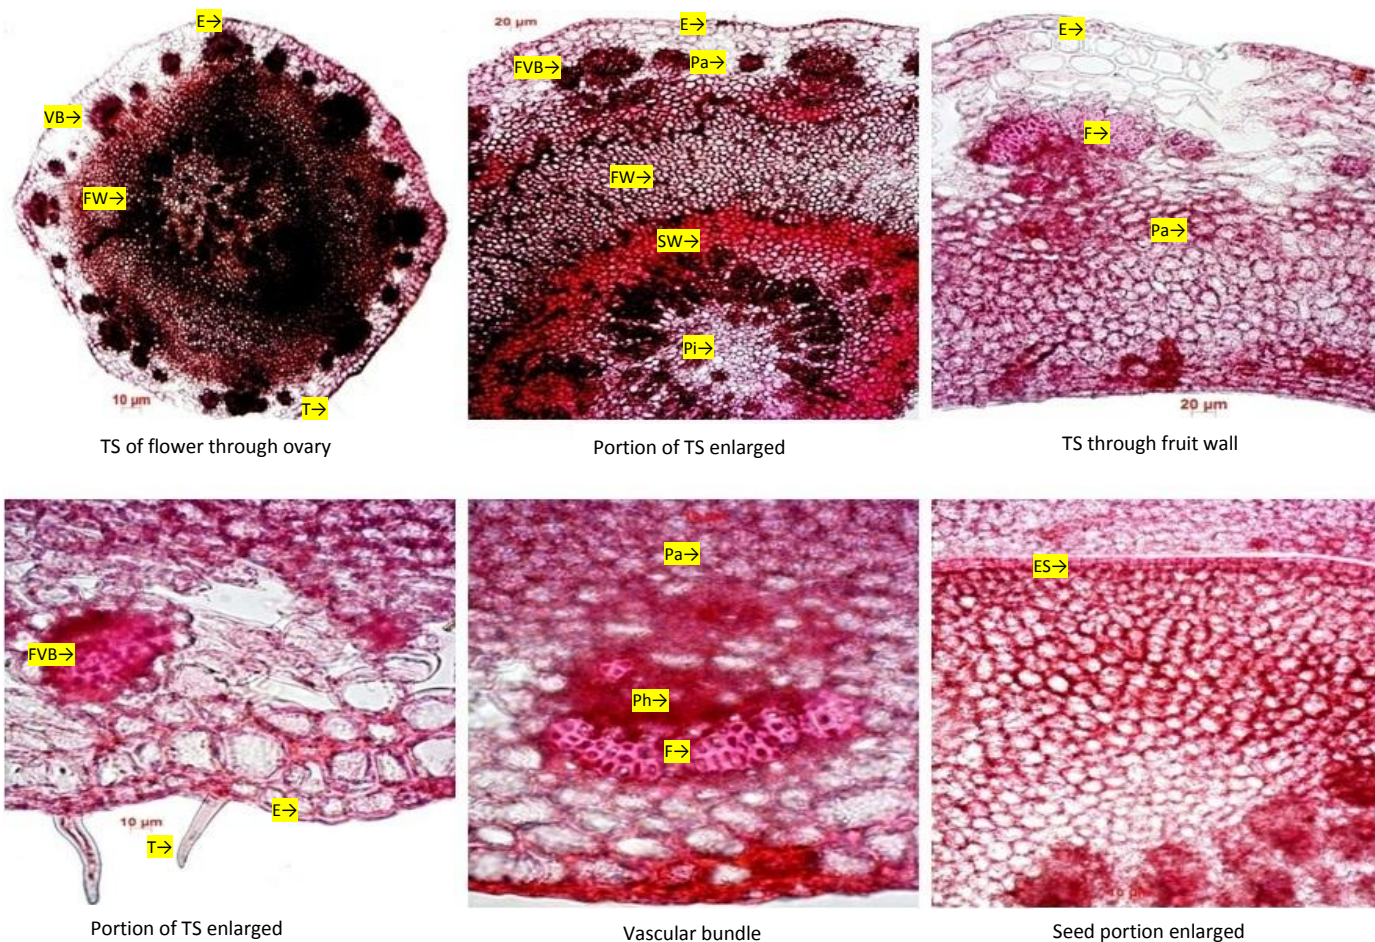 E→
VB→
FW→
10 µm
T→
TS of flower through ovary
20 µm
E→
FVB→
Pa→
FW→
SW→
Pi→
Portion of TS enlarged
E→
F→
Pa→
20 µm
TS through fruit wall
FVB→
E→
10 µm
T→
Portion of TS enlarged
Pa→
Ph→
F→
Vascular bundle
ES→
Seed portion enlarged